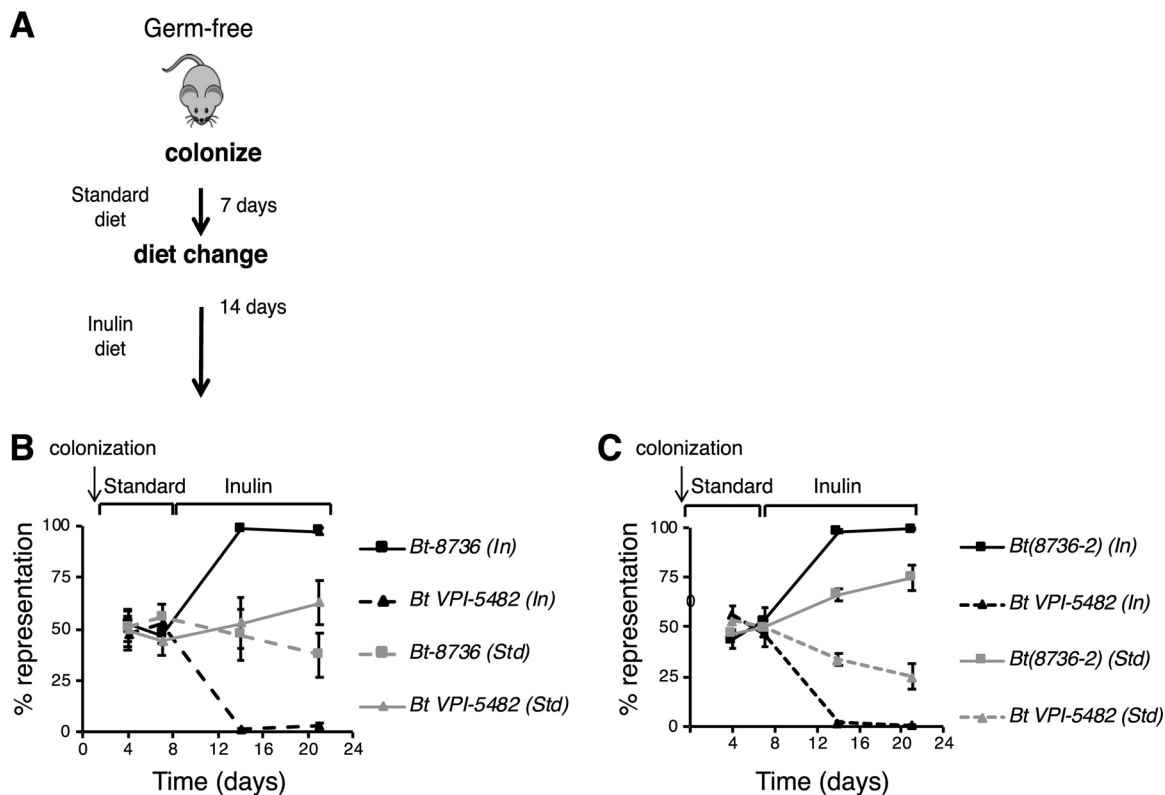 A
Germ-free
colonize
Standard
diet
7 days
diet change
14 days
Inulin
diet
B
colonization
Standard
Inulin
% representation
100
75
50
25
0
0 4 8 12 16 20 24
Time (days)
Bt-8736 (In)
Bt VPI-5482 (In)
Bt-8736 (Std)
Bt VPI-5482 (Std)
C
colonization
Standard
Inulin
% representation
100
75
0
50
25
0
4 8 12 16 20 24
Time (days)
Bt(8736-2) (In)
Bt VPI-5482 (In)
Bt(8736-2) (Std)
Bt VPI-5482 (Std)